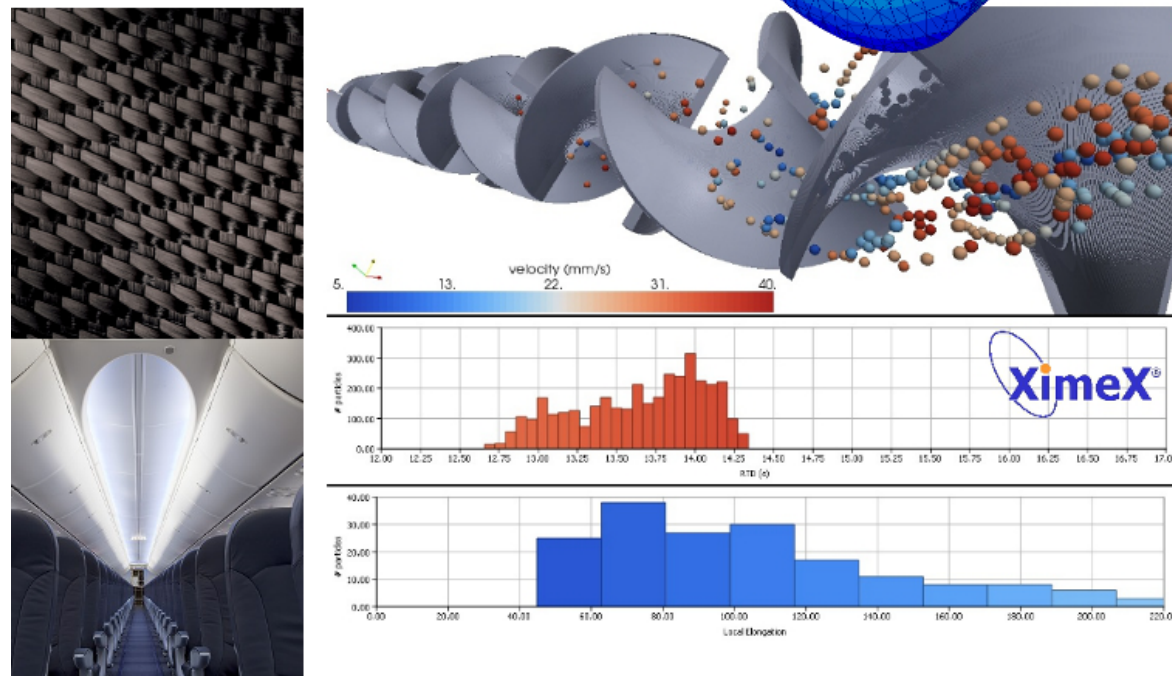 velocity (mm/s)
5. 13. 22. 31. 40.
400.00
300.00
200.00
100.00
0.00
# particles
12.00 12.25 12.50 12.75 13.00 13.25 13.50 13.75 14.00 14.25 14.50 14.75 15.00 15.25 15.50 15.75 16.00 16.25 16.50 16.75 17.0
RTD (s)
XimeX®
40.00
30.00
20.00
10.00
0.00
# particles
0.00 20.00 40.00 60.00 80.00 100.00 120.00 140.00 160.00 180.00 200.00 220.0
Local Elongation